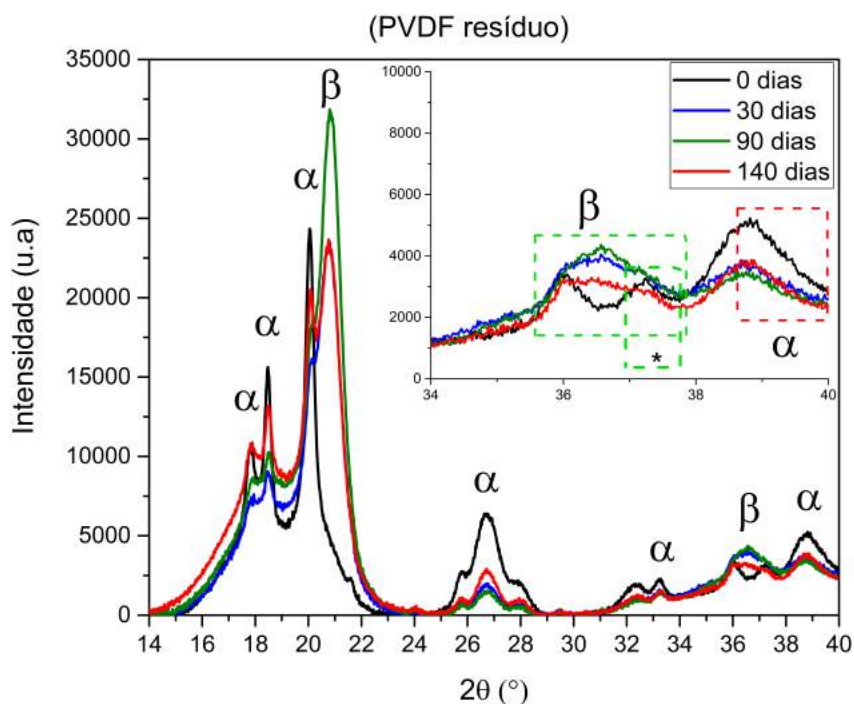 (PVDF resíduo)
Intensidade (u.a)
35000
30000
25000
20000
15000
10000
5000
0
14 16 18 20 22 24 26 28 30 32 34 36 38 40
2θ (°)
α
α
α
β
α
α
β
α
10000
8000
6000
4000
2000
0
34 36 38 40
β
*
α
0 dias
30 dias
90 dias
140 dias